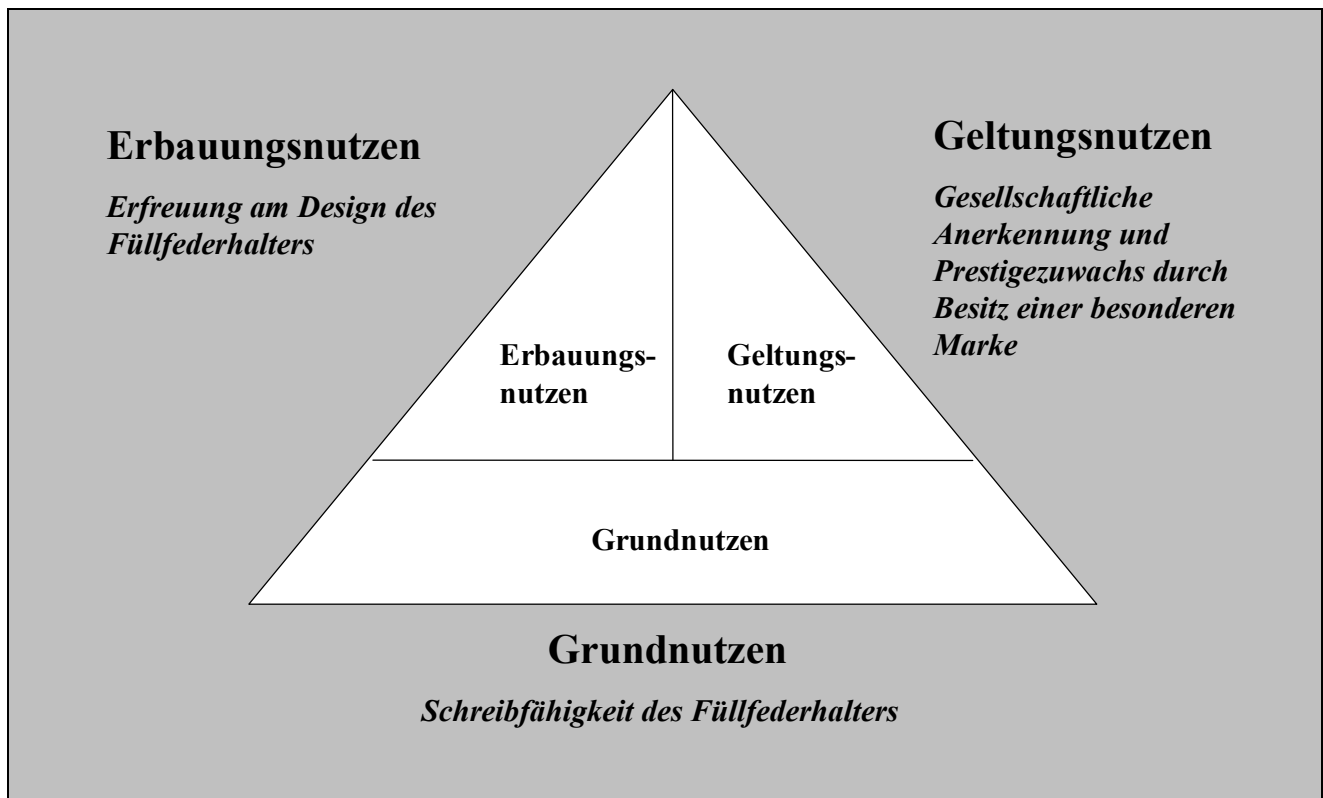 Erbauungsnutzen
Erfreuung am Design des
Füllfederhalters
Geltungsnutzen
Gesellschaftliche
Anerkennung und
Prestigezuwachs durch
Besitz einer besonderen
Marke
Erbauungs-
nutzen
Geltungs-
nutzen
Grundnutzen
Grundnutzen
Schreibfähigkeit des Füllfederhalters